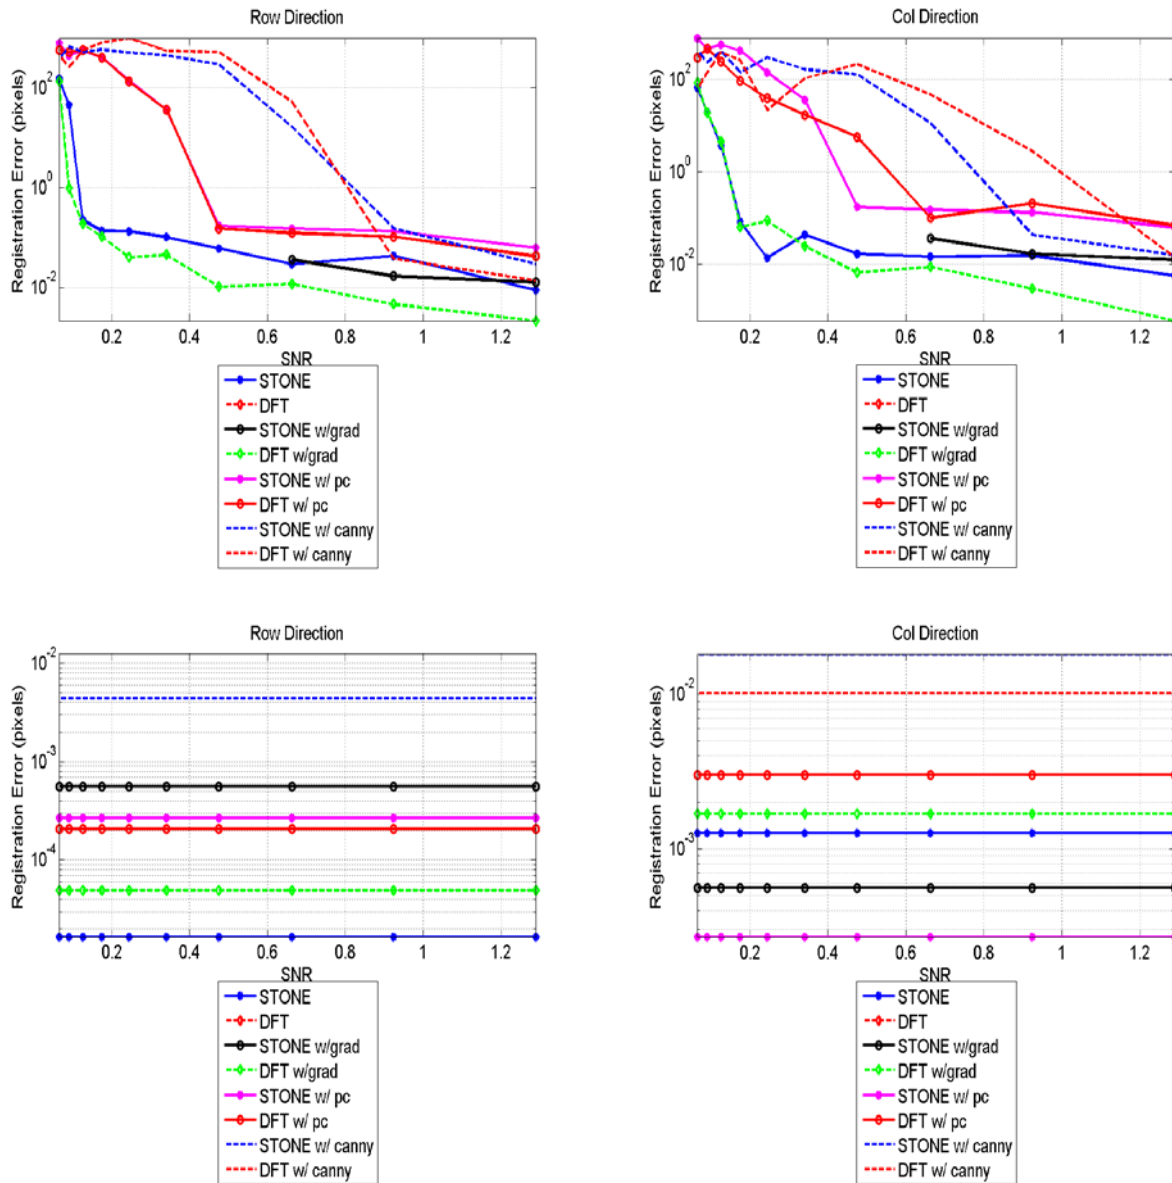 Row Direction
Registration Error (pixels)
10^2
10^0
10^-2
0.2 0.4 0.6 0.8 1 1.2
SNR
STONE
DFT
STONE w/grad
DFT w/grad
STONE w/ pc
DFT w/ pc
STONE w/ canny
DFT w/ canny
Col Direction
Registration Error (pixels)
10^2
10^0
10^-2
0.2 0.4 0.6 0.8 1 1.2
SNR
STONE
DFT
STONE w/grad
DFT w/grad
STONE w/ pc
DFT w/ pc
STONE w/ canny
DFT w/ canny
Row Direction
Registration Error (pixels)
10^-2
10^-3
10^-4
0.2 0.4 0.6 0.8 1 1.2
SNR
STONE
DFT
STONE w/grad
DFT w/grad
STONE w/ pc
DFT w/ pc
STONE w/ canny
DFT w/ canny
Col Direction
Registration Error (pixels)
10^-2
10^-3
0.2 0.4 0.6 0.8 1 1.2
SNR
STONE
DFT
STONE w/grad
DFT w/grad
STONE w/ pc
DFT w/ pc
STONE w/ canny
DFT w/ canny